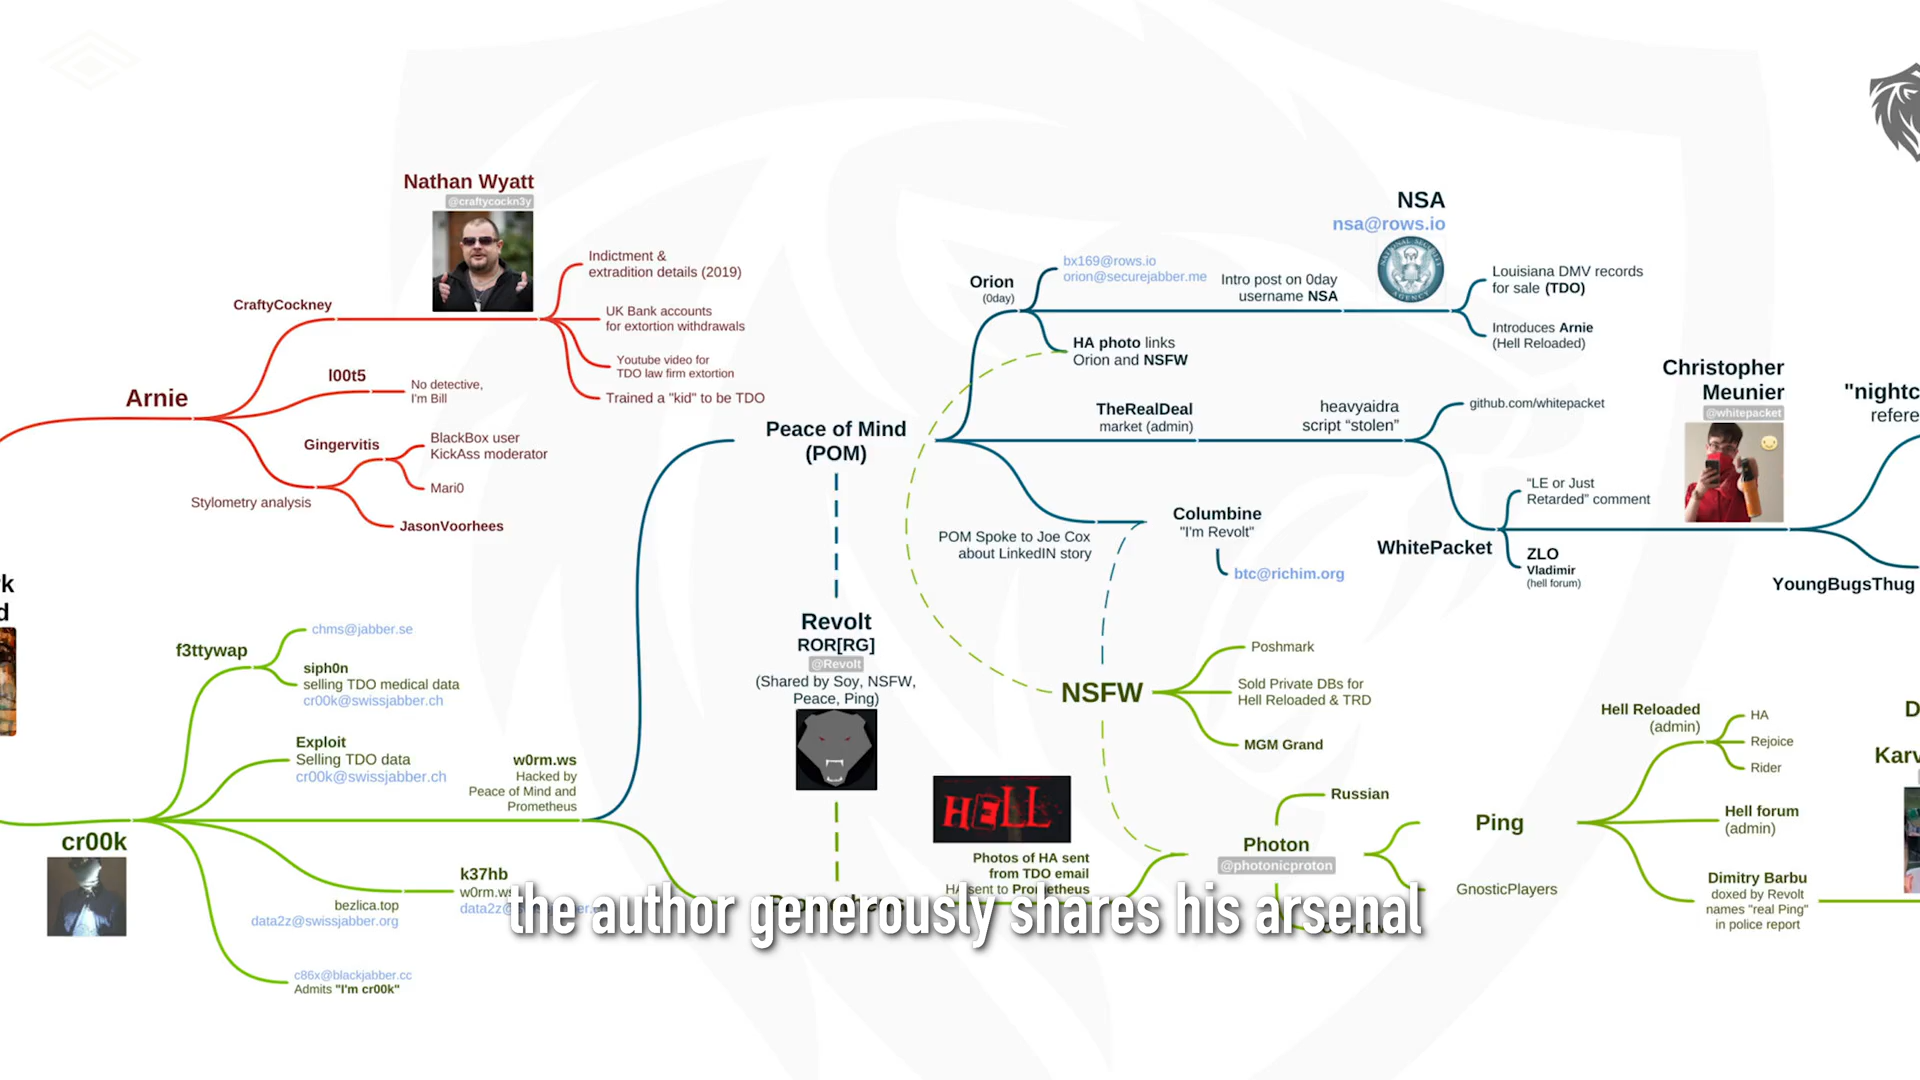 Nathan Wyatt
@craftycockn3y
Indictment &
extradition details (2019)
CraftyCockney
UK Bank accounts
for extortion withdrawals
Youtube video for
TDO law firm extortion
Trained a "kid" to be TDO
l00t5
No detective,
I'm Bill
Arnie
Gingervitis
BlackBox user
KickAss moderator
Mari0
Stylometry analysis
JasonVoorhees
Peace of Mind
(POM)
Orion
(0day)
bx169@rows.io
orion@securejabber.me
Intro post on 0day
username NSA
NSA
nsa@rows.io
Louisiana DMV records
for sale (TDO)
Introduces Arnie
(Hell Reloaded)
HA photo links
Orion and NSFW
TheRealDeal
market (admin)
heavyaidra
script “stolen”
github.com/whitepacket
Christopher
Meunier
@whitepacket
"nightc
refere
“LE or Just
Retarded” comment
WhitePacket
ZLO
Vladimir
(hell forum)
YoungBugsThug
POM Spoke to Joe Cox
about LinkedIN story
Columbine
"I'm Revolt"
btc@richim.org
Revolt
ROR[RG]
@Revolt
(Shared by Soy, NSFW,
Peace, Ping)
k
d
f3ttywap
chms@jabber.se
siph0n
selling TDO medical data
cr00k@swissjabber.ch
Exploit
Selling TDO data
cr00k@swissjabber.ch
w0rm.ws
Hacked by
Peace of Mind and
Prometheus
cr00k
k37hb
w0rm.ws
data2z@swissjabber.
bezlica.top
data2z@swissjabber.org
c86x@blackjabber.cc
Admits "I'm cr00k"
NSFW
Poshmark
Sold Private DBs for
Hell Reloaded & TRD
MGM Grand
HELL
Photos of HA sent
from TDO email
HA sent to Prometheus
Russian
Photon
@photonicproton
Ping
GnosticPlayers
Hell Reloaded
(admin)
HA
Rejoice
Rider
Hell forum
(admin)
Dimitry Barbu
doxed by Revolt
names "real Ping"
in police report
D
Karv
the author generously shares his arsenal